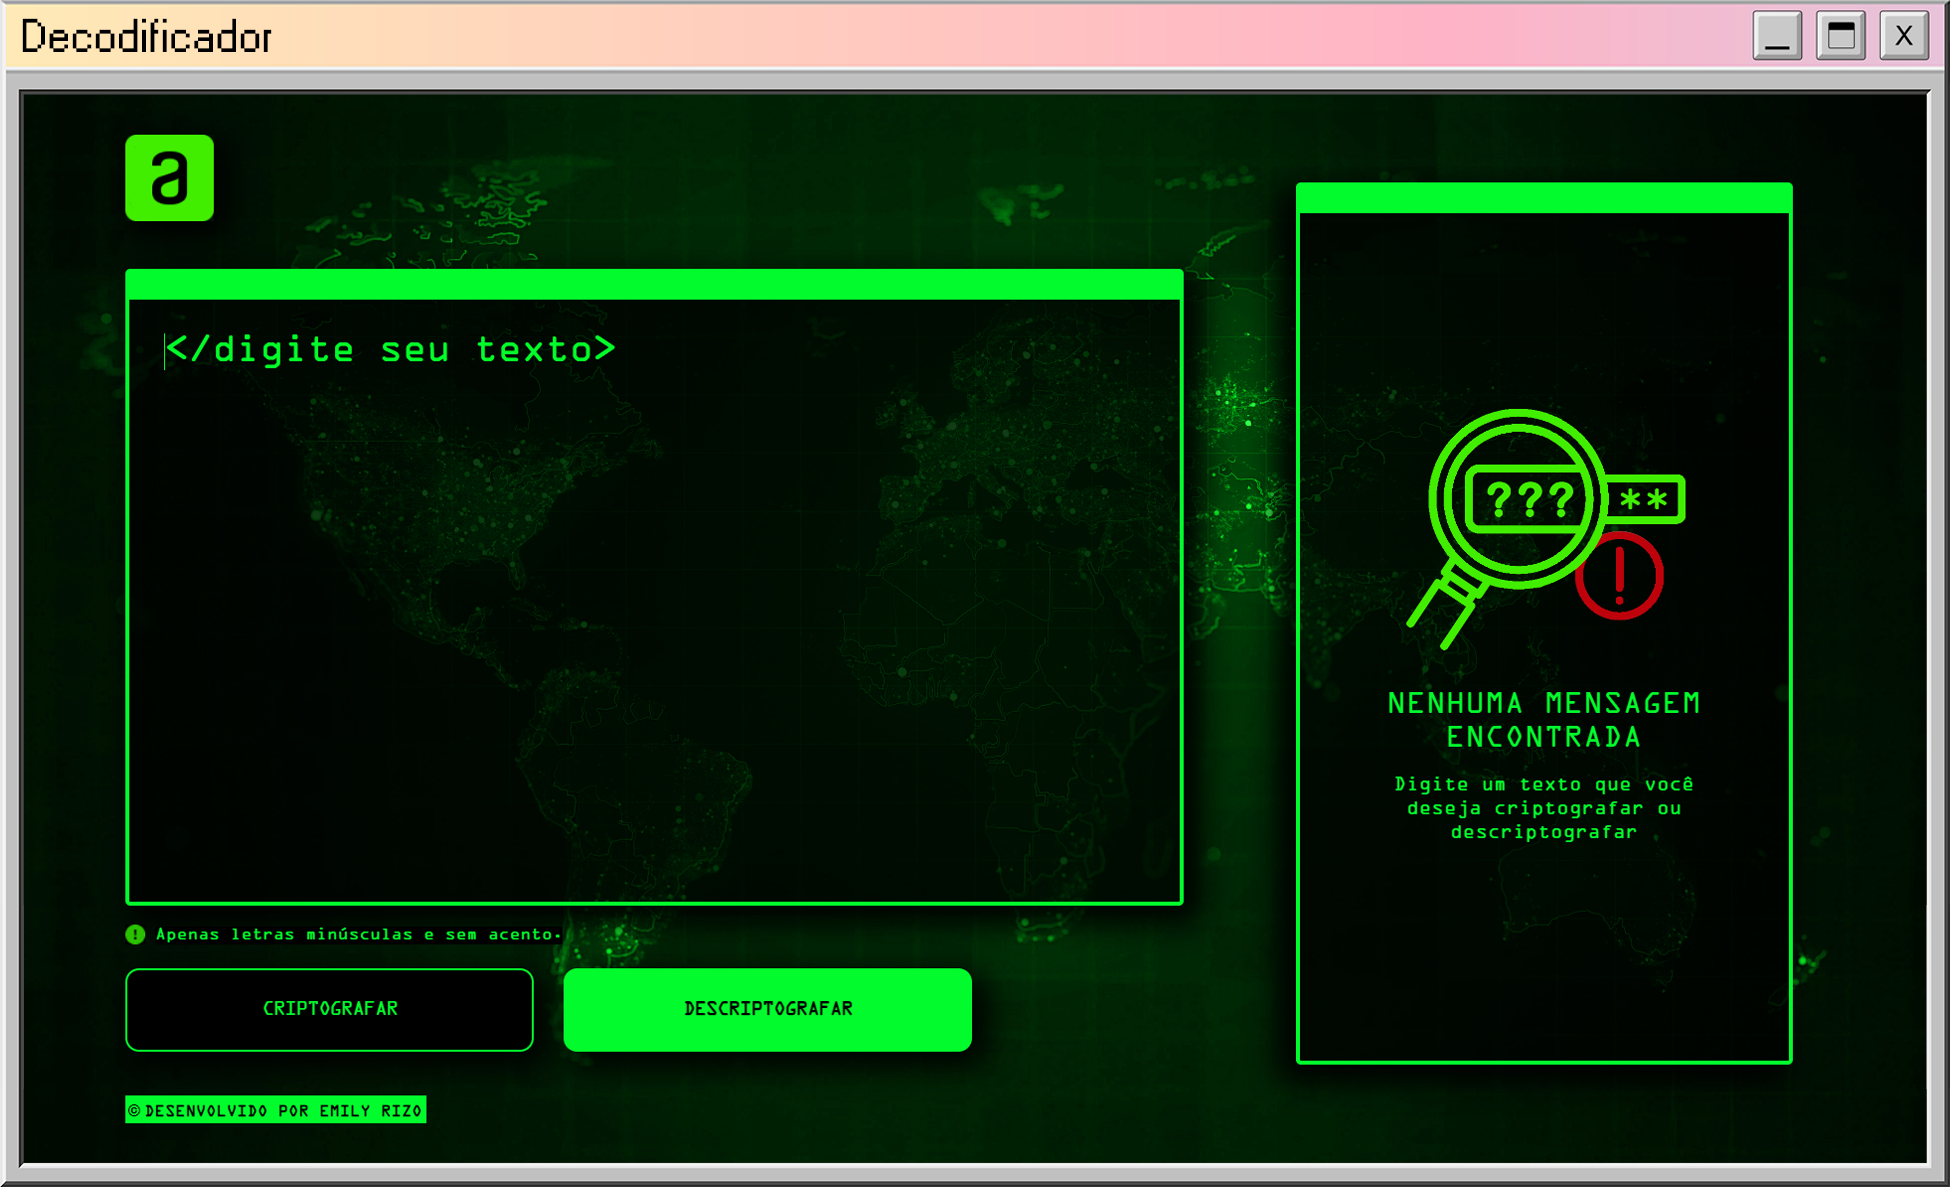 Decodificador
X
a
</digite seu texto>
??? **
!
NENHUMA MENSAGEM
ENCONTRADA
Digite um texto que você
deseja criptografar ou
descriptografar
! Apenas letras minúsculas e sem acento.
CRIPTOGRAFAR
DESCRIPTOGRAFAR
© DESENVOLVIDO POR EMILY RIZO